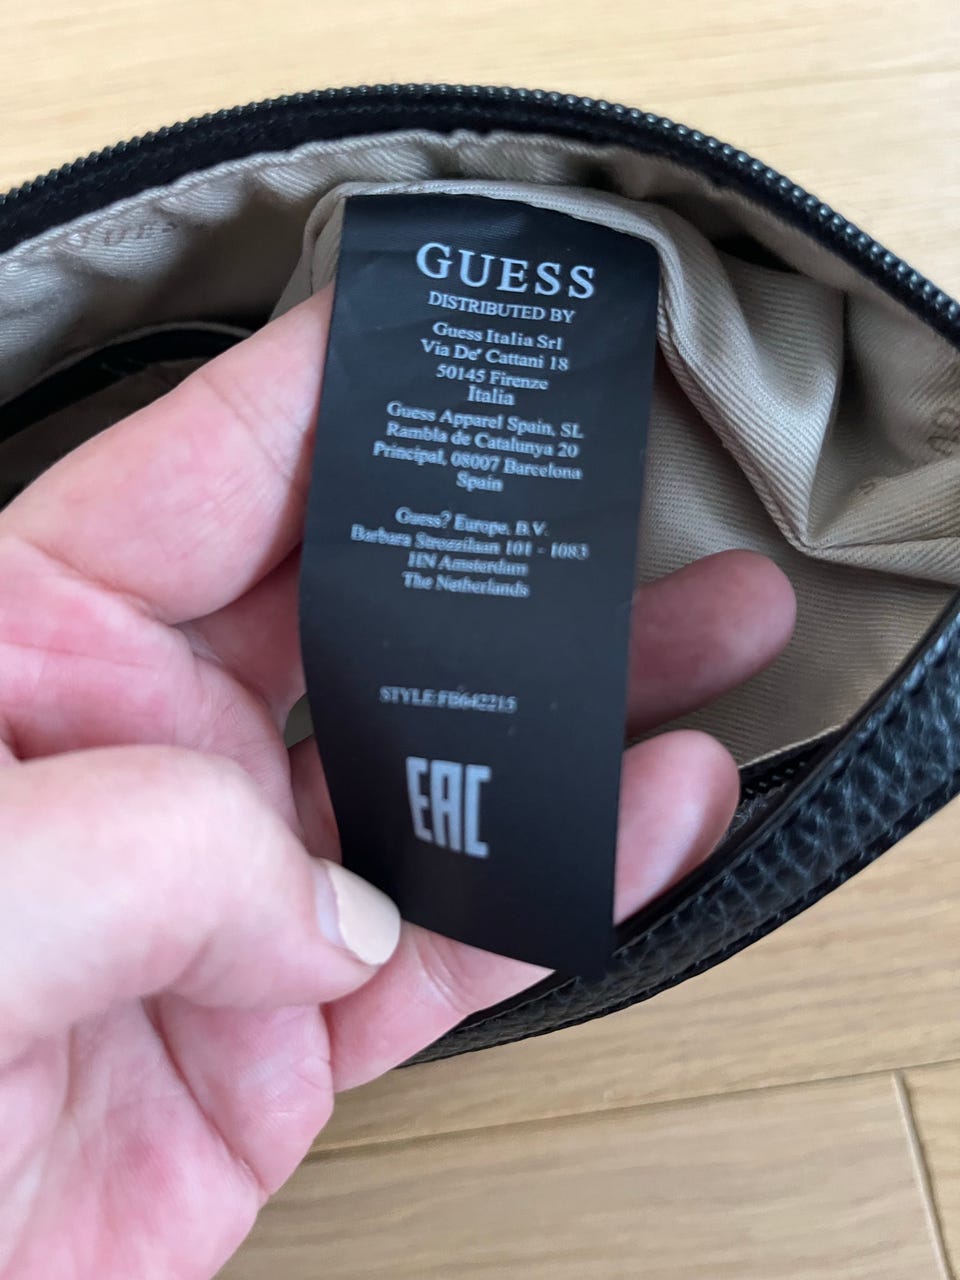 GUESS
DISTRIBUTED BY
Guess Italia Srl
Via De' Cattani 18
50145 Firenze
Italia
Guess Apparel Spain, SL
Rambla de Catalunya 20
Principal, 08007 Barcelona
Spain
Guess? Europe, B.V.
Barbara Strozzilaan 101 - 1083
HN Amsterdam
The Netherlands
STYLE:FB642215
EAC